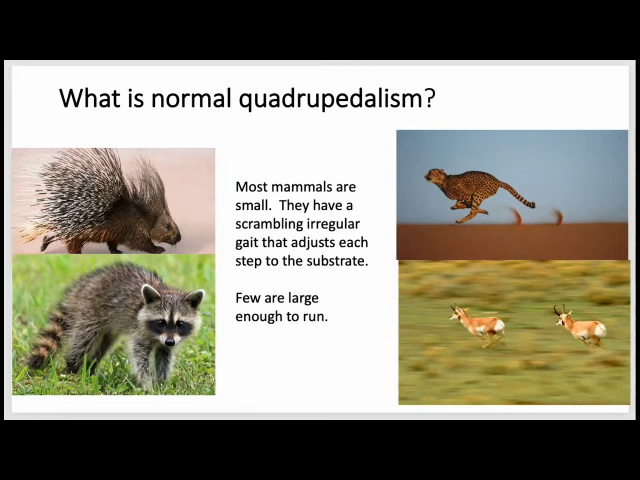 What is normal quadrupedalism?
Most mammals are
small. They have a
scrambling irregular
gait that adjusts each
step to the substrate.
Few are large
enough to run.